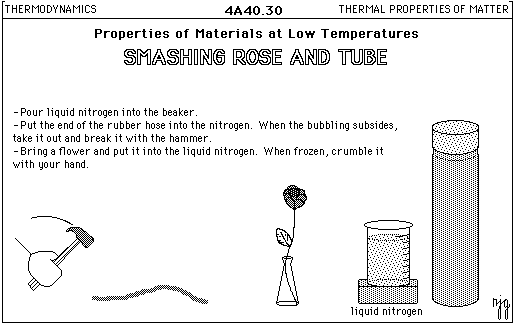 THERMODYNAMICS 4A40.30 THERMAL PROPERTIES OF MATTER
Properties of Materials at Low Temperatures
SMASHING ROSE AND TUBE
- Pour liquid nitrogen into the beaker.
- Put the end of the rubber hose into the nitrogen. When the bubbling subsides,
take it out and break it with the hammer.
- Bring a flower and put it into the liquid nitrogen. When frozen, crumble it
with your hand.
liquid nitrogen
njg